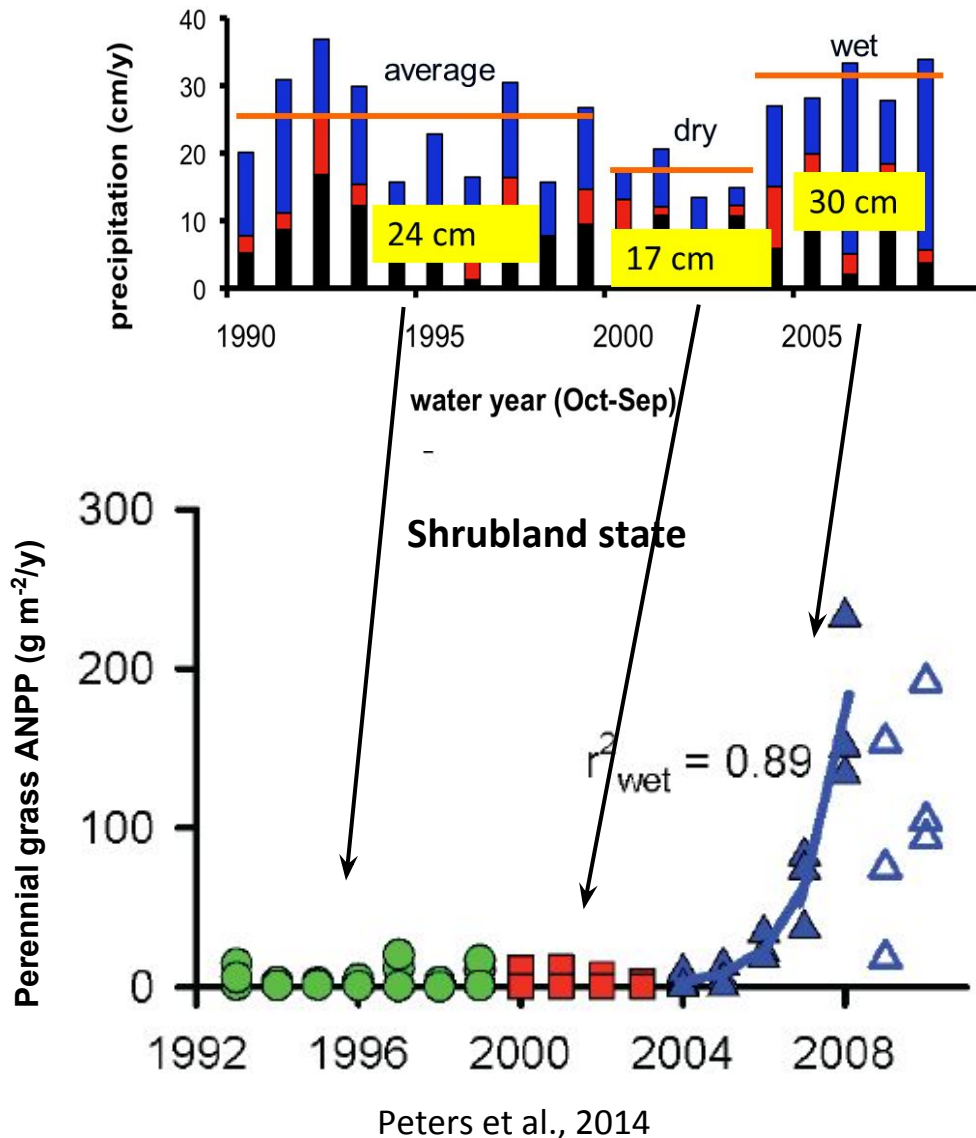 precipitation (cm/y)
40
30
20
10
0
average
dry
wet
24 cm
17 cm
30 cm
1990
1995
2000
2005
water year (Oct-Sep)
-
Shrubland state
Perennial grass ANPP (g m⁻²/y)
300
200
100
0
r²wet = 0.89
1992
1996
2000
2004
2008
Peters et al., 2014